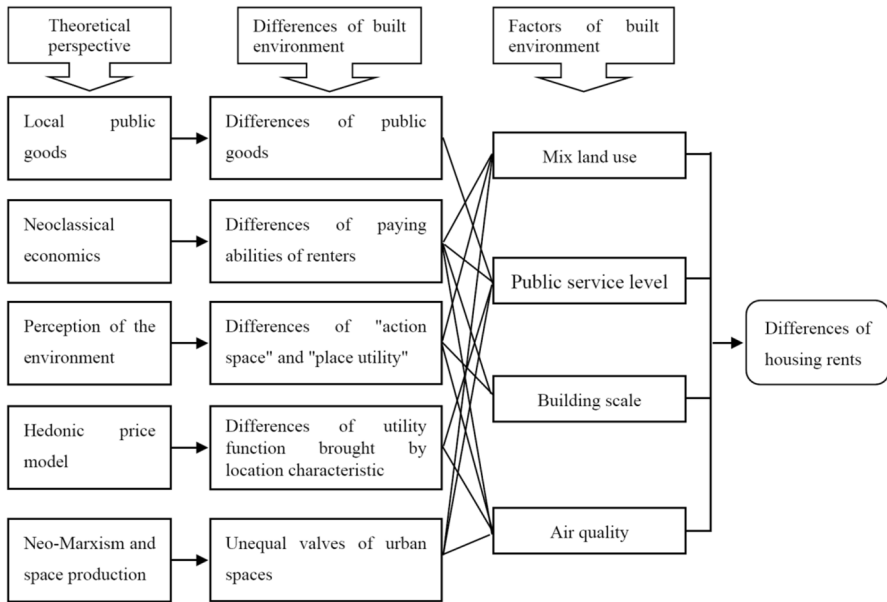 Theoretical
perspective
Differences of built
environment
Factors of built
environment
Local public
goods
Differences of public
goods
Mix land use
Neoclassical
economics
Differences of paying
abilities of renters
Public service level
Perception of the
environment
Differences of "action
space" and "place utility"
Differences of
housing rents
Building scale
Hedonic price
model
Differences of utility
function brought by
location characteristic
Air quality
Neo-Marxism and
space production
Unequal valves of urban
spaces